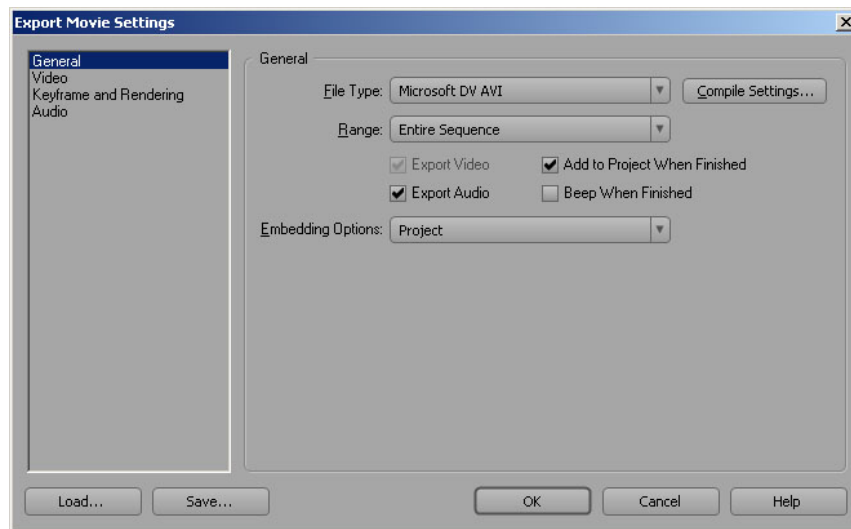 Export Movie Settings
General
Video
Keyframe and Rendering
Audio
General
File Type: Microsoft DV AVI Compile Settings...
Range: Entire Sequence
Export Video Add to Project When Finished
Export Audio Beep When Finished
Embedding Options: Project
Load... Save... OK Cancel Help